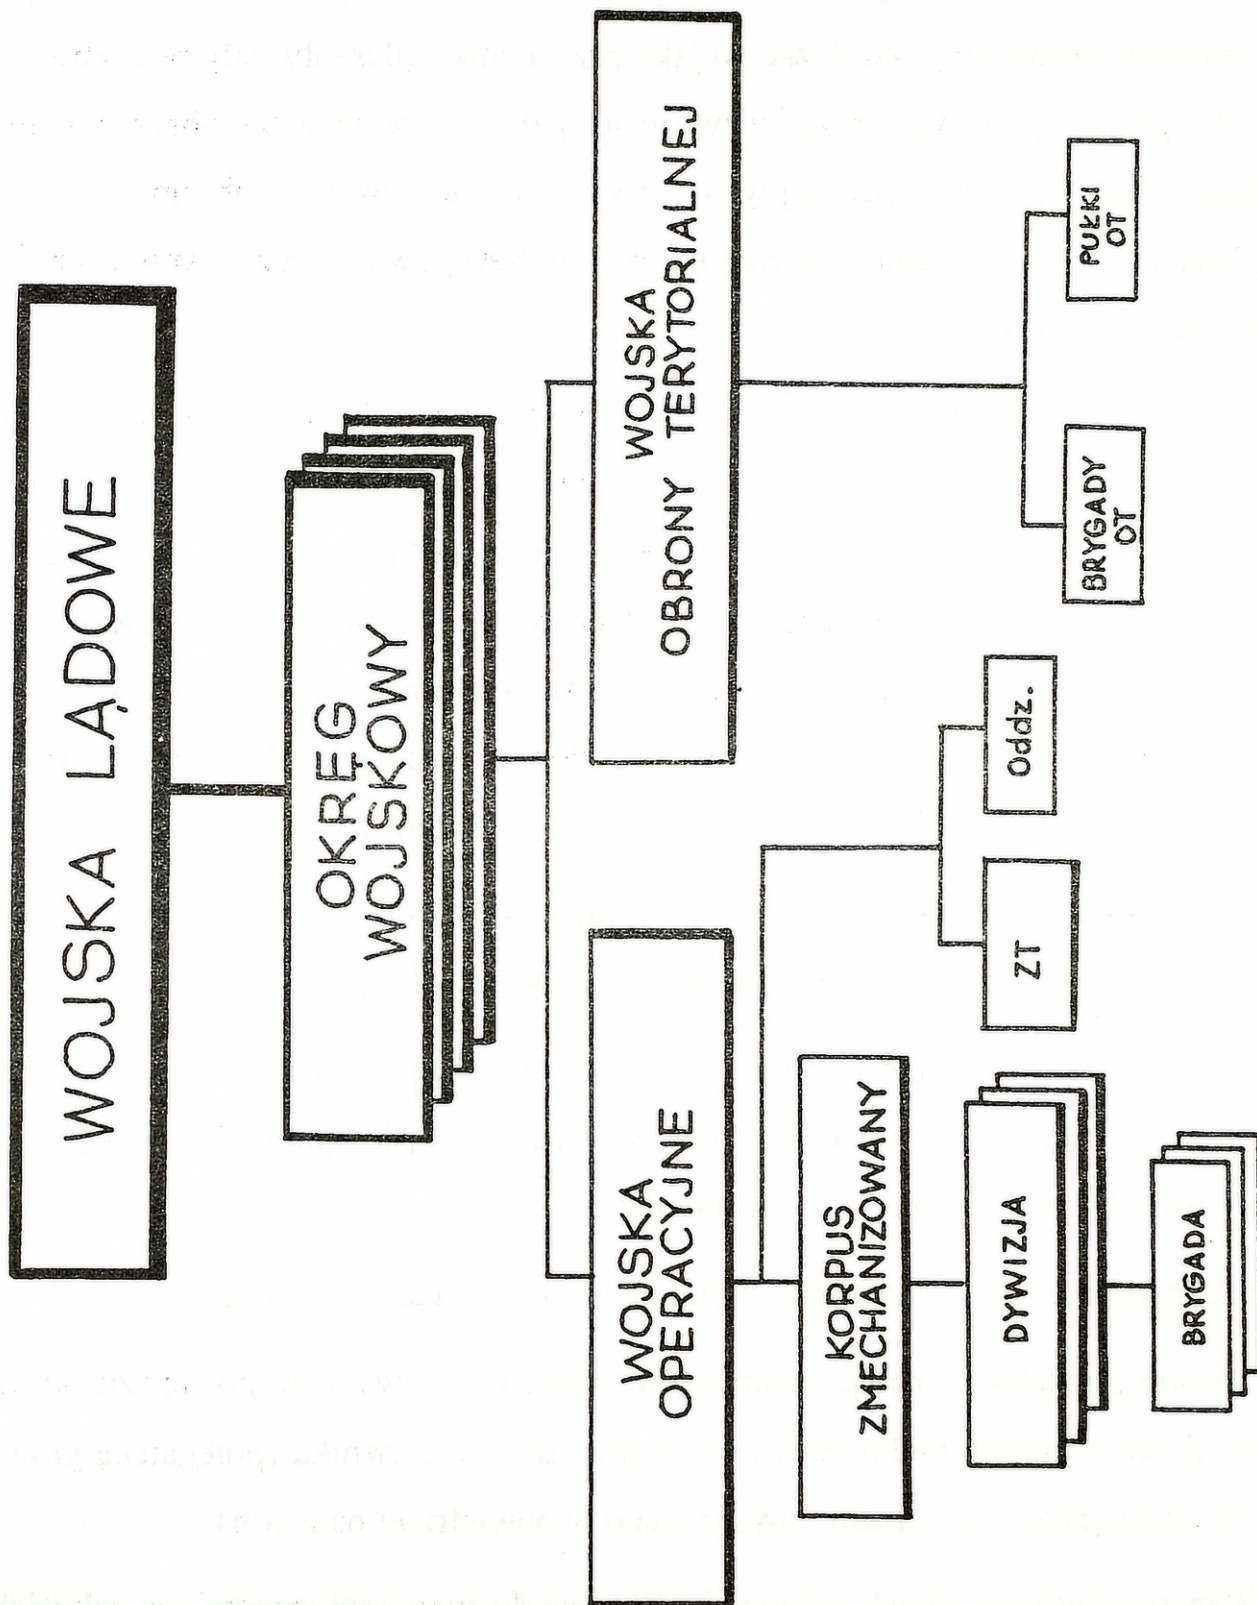 WOJSKA LĄDOWE
OKRĘG
WOJSKOWY
WOJSKA
OPERACYJNE
WOJSKA
OBRONY TERYTORIALNEJ
KORPUS
ZMECHANIZOWANY
ZT
Oddz.
BRYGADY
OT
PUŁKI
OT
DYWIZJA
BRYGADA